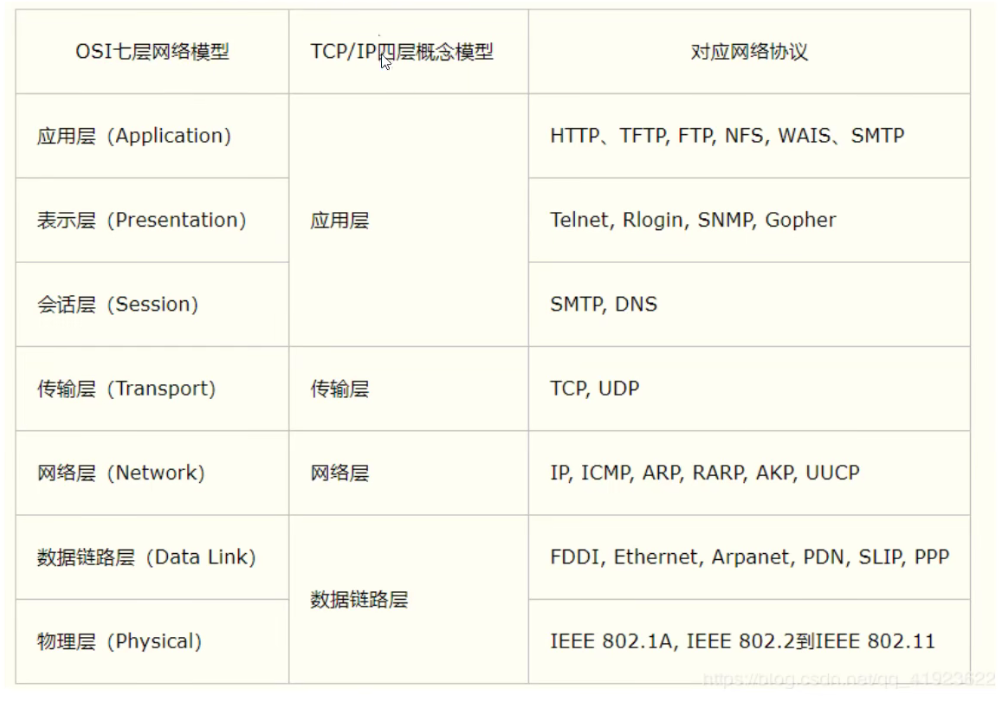 OSI七层网络模型
TCP/IP四层概念模型
对应网络协议
应用层（Application）
HTTP、TFTP, FTP, NFS, WAIS、SMTP
表示层（Presentation）
应用层
Telnet, Rlogin, SNMP, Gopher
会话层（Session）
SMTP, DNS
传输层（Transport）
传输层
TCP, UDP
网络层（Network）
网络层
IP, ICMP, ARP, RARP, AKP, UUCP
数据链路层（Data Link）
FDDI, Ethernet, Arpanet, PDN, SLIP, PPP
数据链路层
物理层（Physical）
IEEE 802.1A, IEEE 802.2到IEEE 802.11
https://blog.csdn.net/qq_41923622